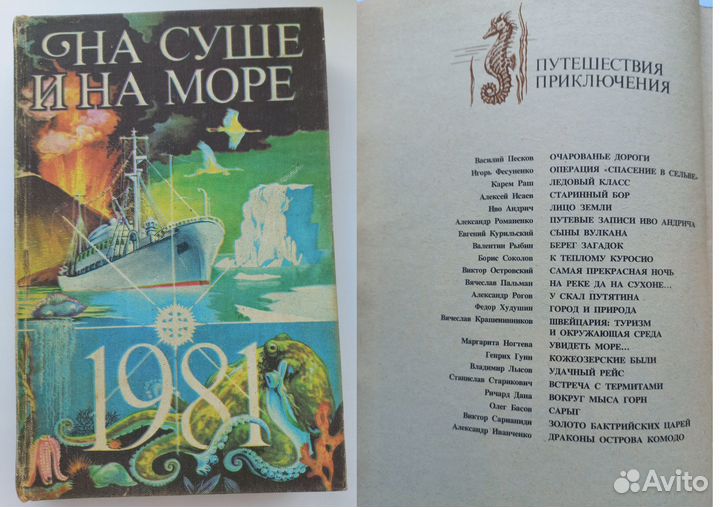 НА СУШЕ
И НА МОРЕ
1981
ПУТЕШЕСТВИЯ
ПРИКЛЮЧЕНИЯ
Василий Песков ОЧАРОВАНЬЕ ДОРОГИ
Игорь Фесуненко ОПЕРАЦИЯ «СПАСЕНИЕ В СЕЛЬВЕ»
Карем Раш ЛЕДОВЫЙ КЛАСС
Алексей Исаев СТАРИННЫЙ БОР
Иво Андрич ЛИЦО ЗЕМЛИ
Александр Романенко ПУТЕВЫЕ ЗАПИСИ ИВО АНДРИЧА
Евгений Курильский СЫНЫ ВУЛКАНА
Валентин Рыбин БЕРЕГ ЗАГАДОК
Борис Соколов К ТЕПЛОМУ КУРОСИО
Виктор Островский САМАЯ ПРЕКРАСНАЯ НОЧЬ
Вячеслав Пальман НА РЕКЕ ДА НА СУХОНЕ...
Александр Рогов У СКАЛ ПУТЯТИНА
Федор Худушин ГОРОД И ПРИРОДА
Вячеслав Крашенинников ШВЕЙЦАРИЯ: ТУРИЗМ
И ОКРУЖАЮЩАЯ СРЕДА
Маргарита Ногтева УВИДЕТЬ МОРЕ...
Генрих Гунн КОЖЕОЗЕРСКИЕ БЫЛИ
Владимир Лысов УДАЧНЫЙ РЕЙС
Станислав Старикович ВСТРЕЧА С ТЕРМИТАМИ
Ричард Дана ВОКРУГ МЫСА ГОРН
Олег Басов САРЫГ
Виктор Сарианиди ЗОЛОТО БАКТРИЙСКИХ ЦАРЕЙ
Александр Иванченко ДРАКОНЫ ОСТРОВА КОМОДО
Avito